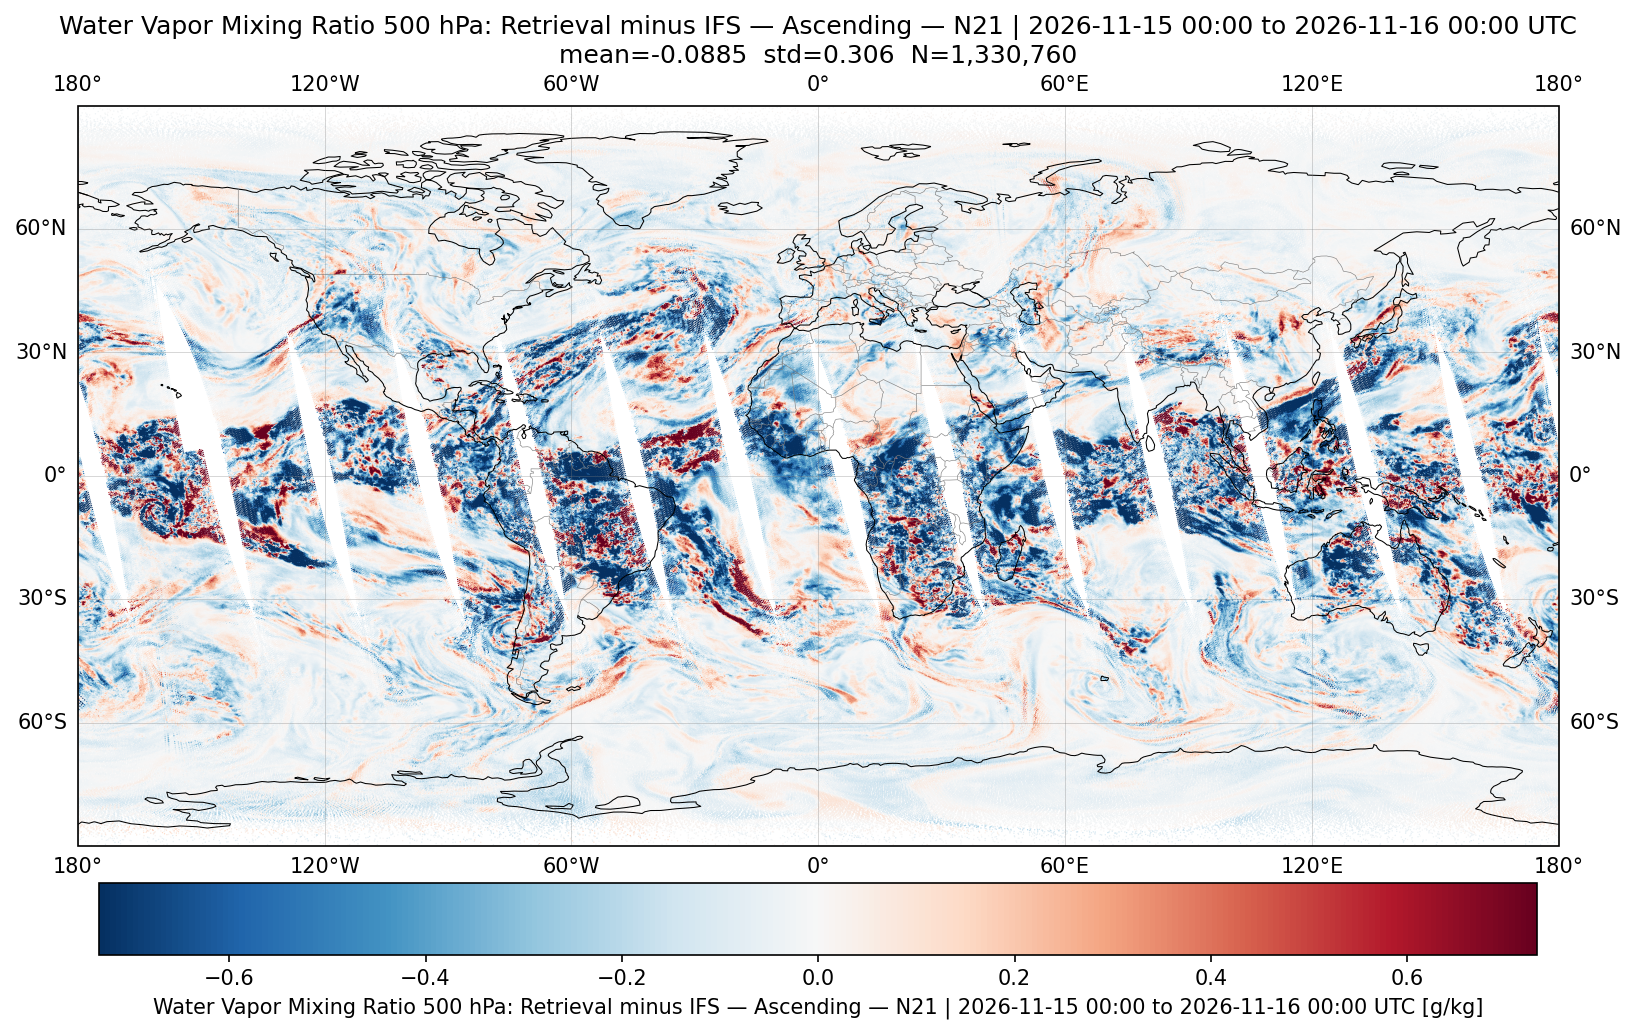 Water Vapor Mixing Ratio 500 hPa: Retrieval minus IFS — Ascending — N21 | 2026-11-15 00:00 to 2026-11-16 00:00 UTC
mean=-0.0885  std=0.306  N=1,330,760
180° 120°W 60°W 0° 60°E 120°E 180°
60°N 60°N
30°N 30°N
0° 0°
30°S 30°S
60°S 60°S
180° 120°W 60°W 0° 60°E 120°E 180°
−0.6 −0.4 −0.2 0.0 0.2 0.4 0.6
Water Vapor Mixing Ratio 500 hPa: Retrieval minus IFS — Ascending — N21 | 2026-11-15 00:00 to 2026-11-16 00:00 UTC [g/kg]